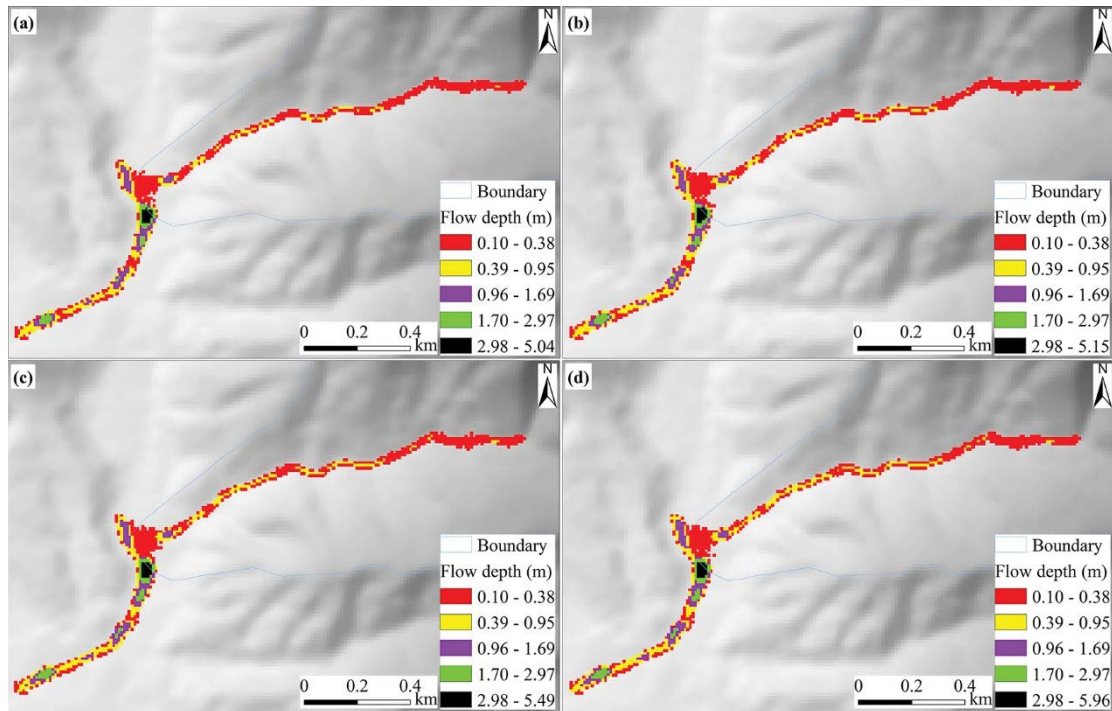 (a)
N
Boundary
Flow depth (m)
0.10 - 0.38
0.39 - 0.95
0.96 - 1.69
1.70 - 2.97
2.98 - 5.04
0 0.2 0.4
km
(b)
N
Boundary
Flow depth (m)
0.10 - 0.38
0.39 - 0.95
0.96 - 1.69
1.70 - 2.97
2.98 - 5.15
0 0.2 0.4
km
(c)
N
Boundary
Flow depth (m)
0.10 - 0.38
0.39 - 0.95
0.96 - 1.69
1.70 - 2.97
2.98 - 5.49
0 0.2 0.4
km
(d)
N
Boundary
Flow depth (m)
0.10 - 0.38
0.39 - 0.95
0.96 - 1.69
1.70 - 2.97
2.98 - 5.96
0 0.2 0.4
km